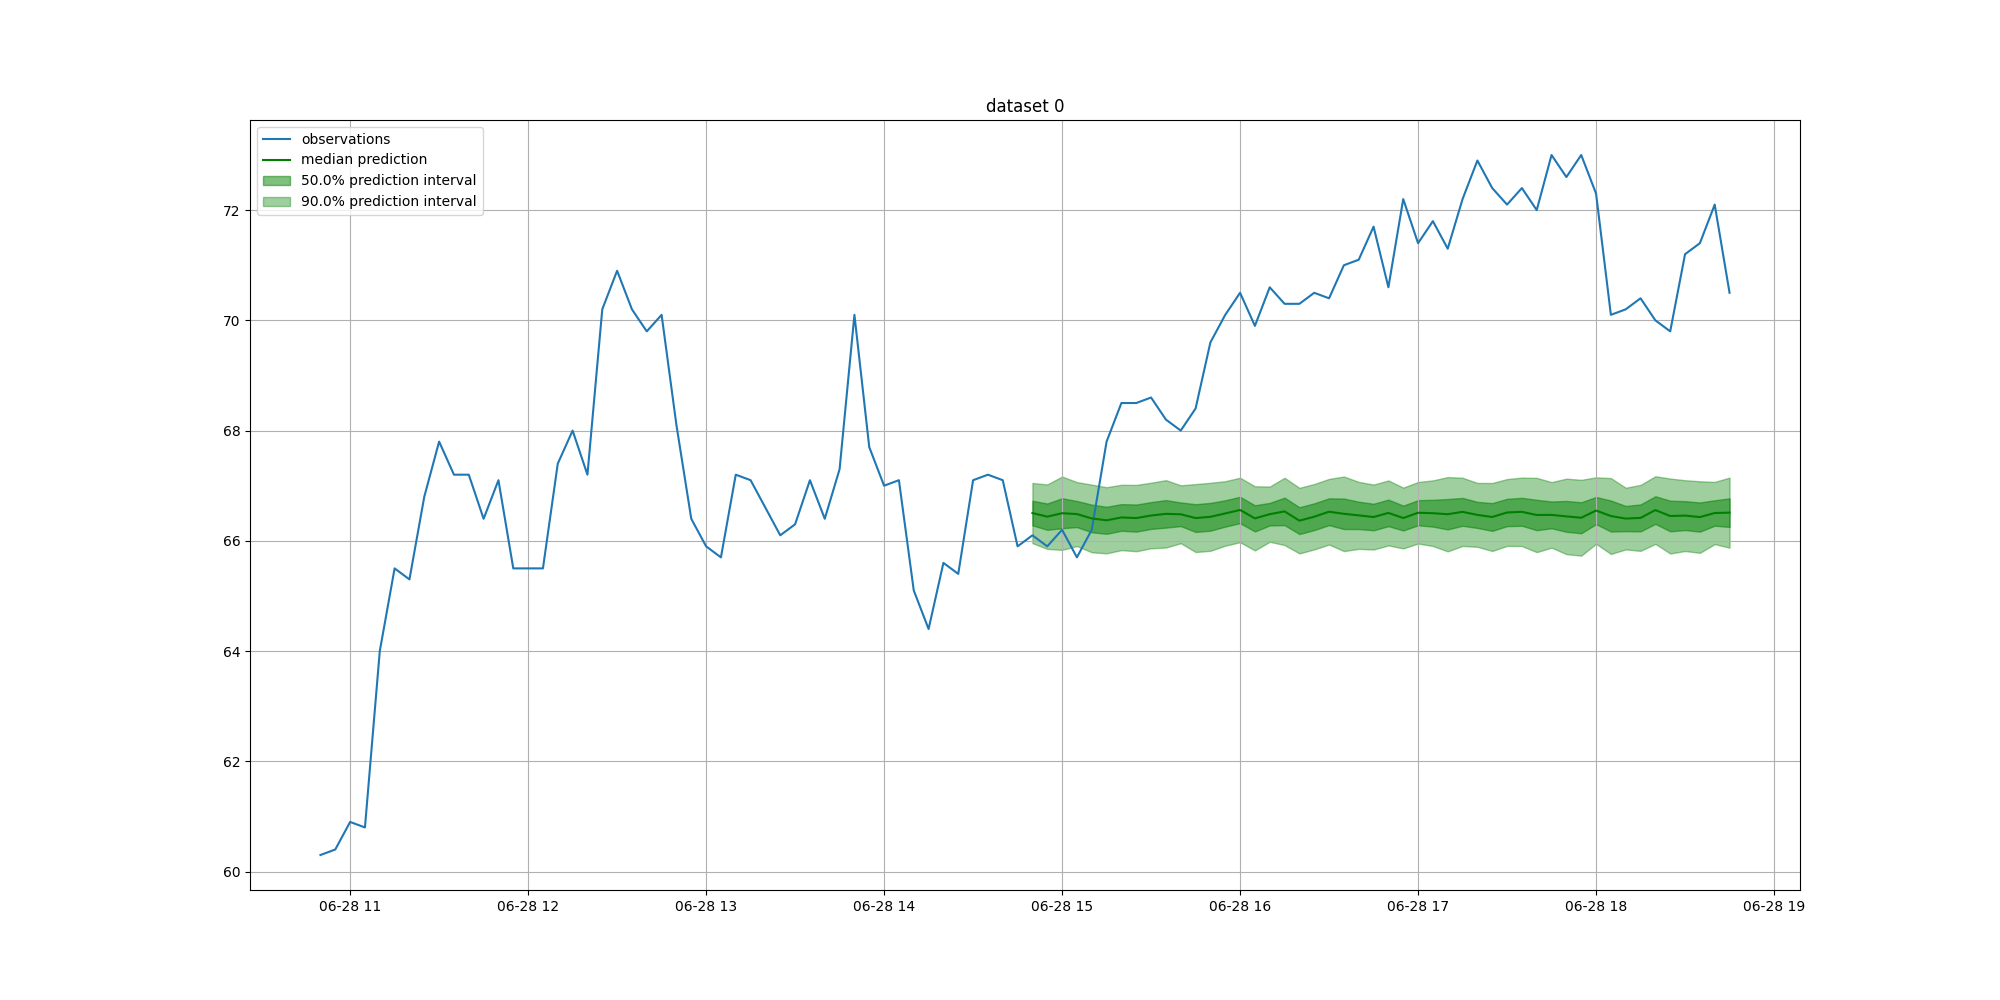 dataset 0
observations
median prediction
50.0% prediction interval
90.0% prediction interval
72
70
68
66
64
62
60
06-28 11 06-28 12 06-28 13 06-28 14 06-28 15 06-28 16 06-28 17 06-28 18 06-28 19